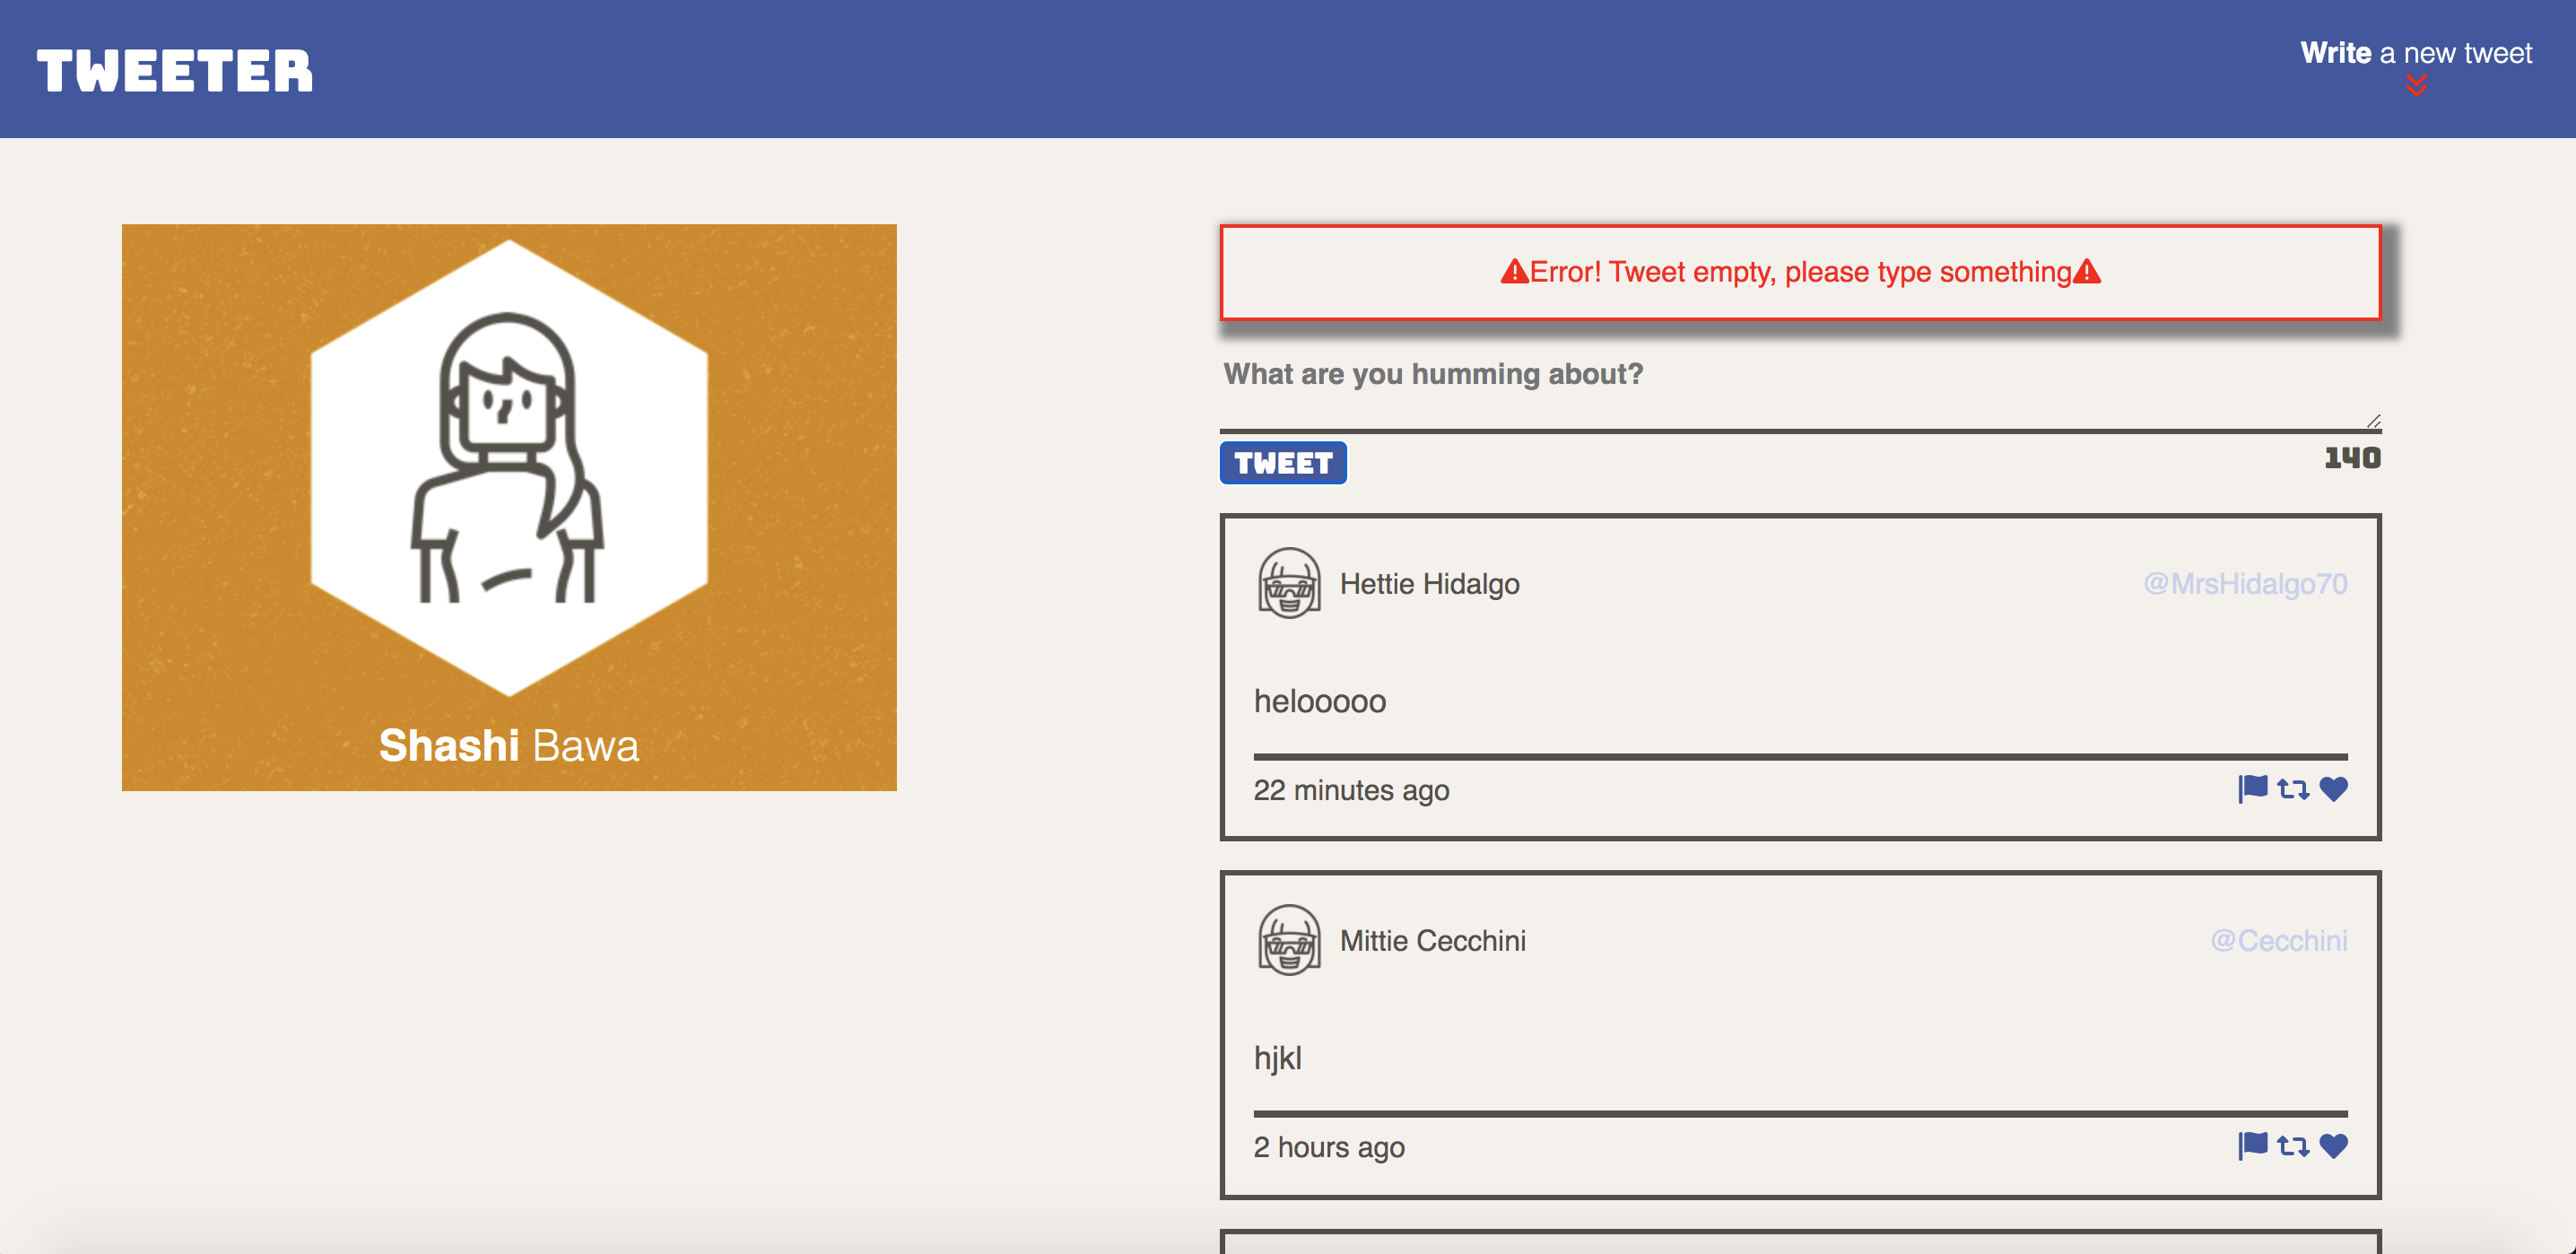 TWEETER
Write a new tweet
Shashi Bawa
Error! Tweet empty, please type something
What are you humming about?
TWEET
140
Hettie Hidalgo
@MrsHidalgo70
helooooo
22 minutes ago
Mittie Cecchini
@Cecchini
hjkl
2 hours ago